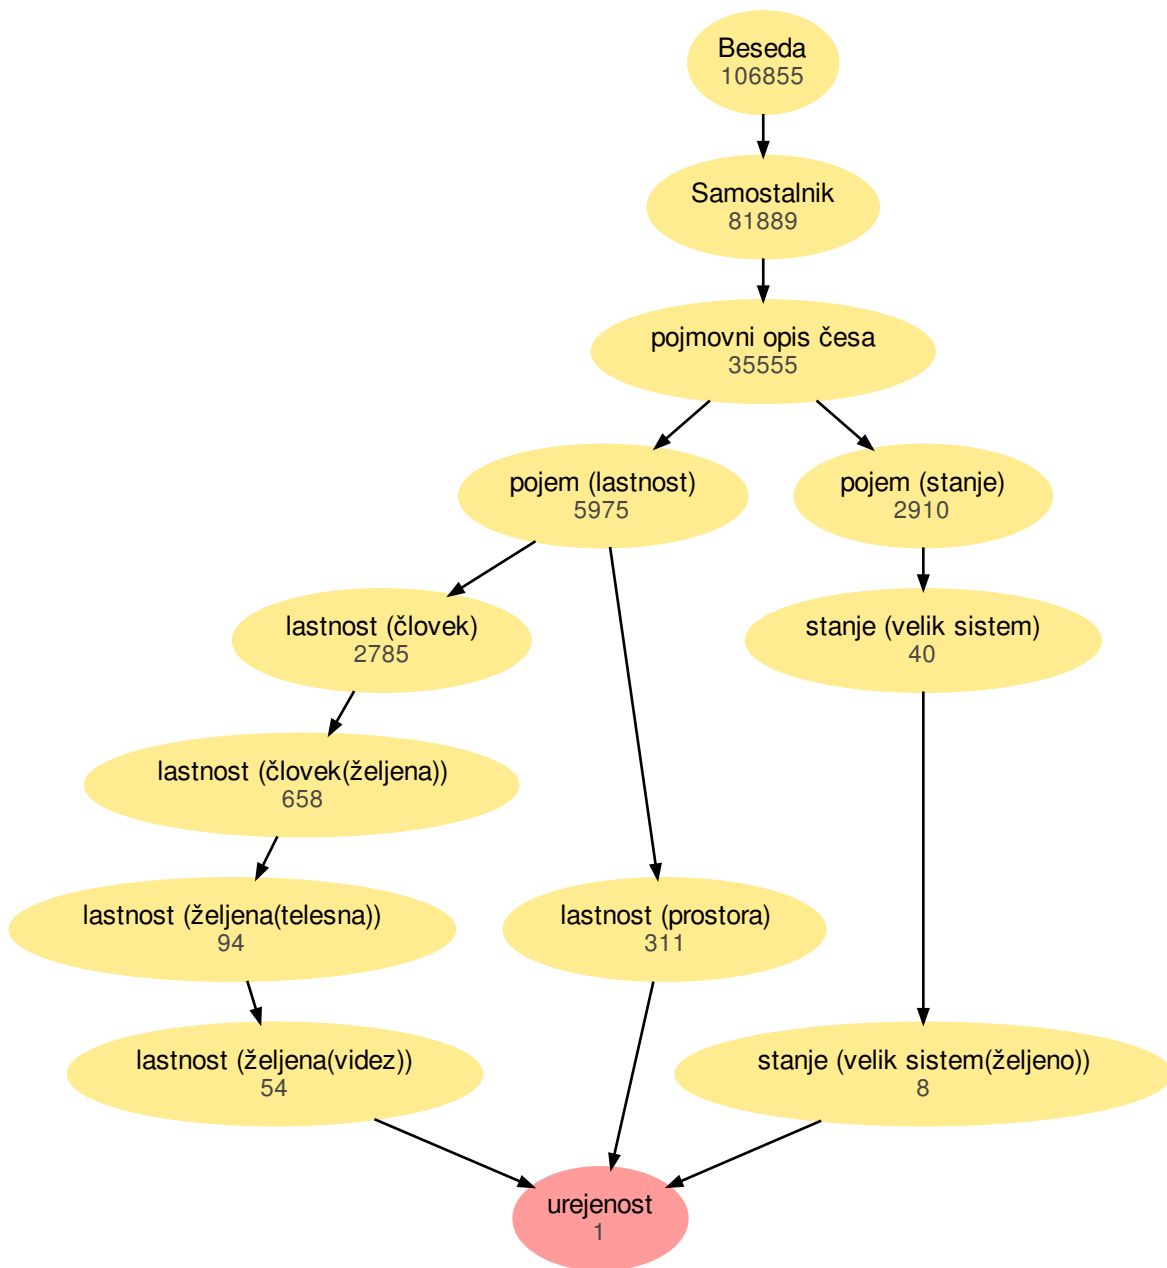 Beseda
106855
Samostalnik
81889
pojmovni opis česa
35555
pojem (lastnost)
5975
pojem (stanje)
2910
lastnost (človek)
2785
stanje (velik sistem)
40
lastnost (človek(željena))
658
lastnost (željena(telesna))
94
lastnost (prostora)
311
lastnost (željena(videz))
54
stanje (velik sistem(željeno))
8
urejenost
1